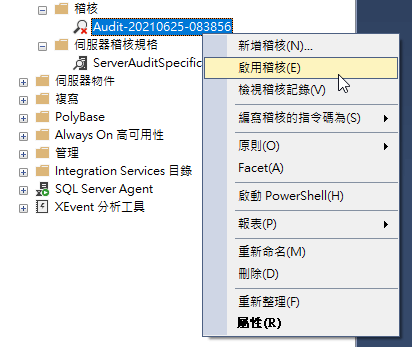 稽核
Audit-20210625-083856
伺服器稽核規格
ServerAuditSpecific
伺服器物件
複寫
PolyBase
Always On 高可用性
管理
Integration Services 目錄
SQL Server Agent
XEvent 分析工具
新增稽核(N)...
啟用稽核(E)
檢視稽核記錄(V)
編寫稽核的指令碼為(S)
原則(O)
Facet(A)
啟動 PowerShell(H)
報表(P)
重新命名(M)
刪除(D)
重新整理(F)
屬性(R)